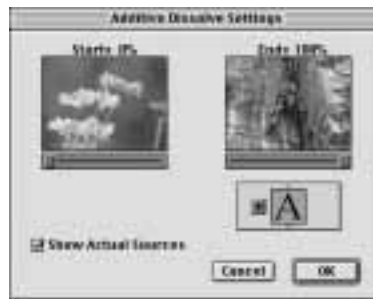 Additive Dissolve Settings
Start= 0% End= 100%
A
Show Actual Sources
Cancel OK